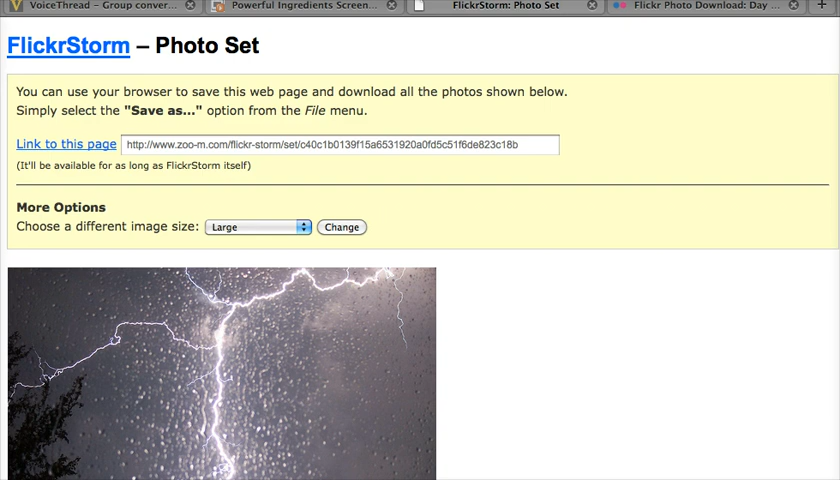 VoiceThread – Group conver...
Powerful Ingredients Screen...
FlickrStorm: Photo Set
Flickr Photo Download: Day ...
FlickrStorm – Photo Set
You can use your browser to save this web page and download all the photos shown below.
Simply select the "Save as..." option from the File menu.
Link to this page http://www.zoo-m.com/flickr-storm/set/c40c1b0139f15a6531920a0fd5c51f6de823c18b
(It'll be available for as long as FlickrStorm itself)
More Options
Choose a different image size: Large Change